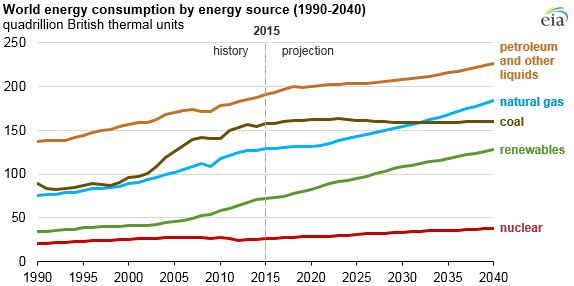 World energy consumption by energy source (1990-2040)
quadrillion British thermal units
eia
2015
history
projection
250
200
150
100
50
0
petroleum
and other
liquids
natural gas
coal
renewables
nuclear
1990 1995 2000 2005 2010 2015 2020 2025 2030 2035 2040